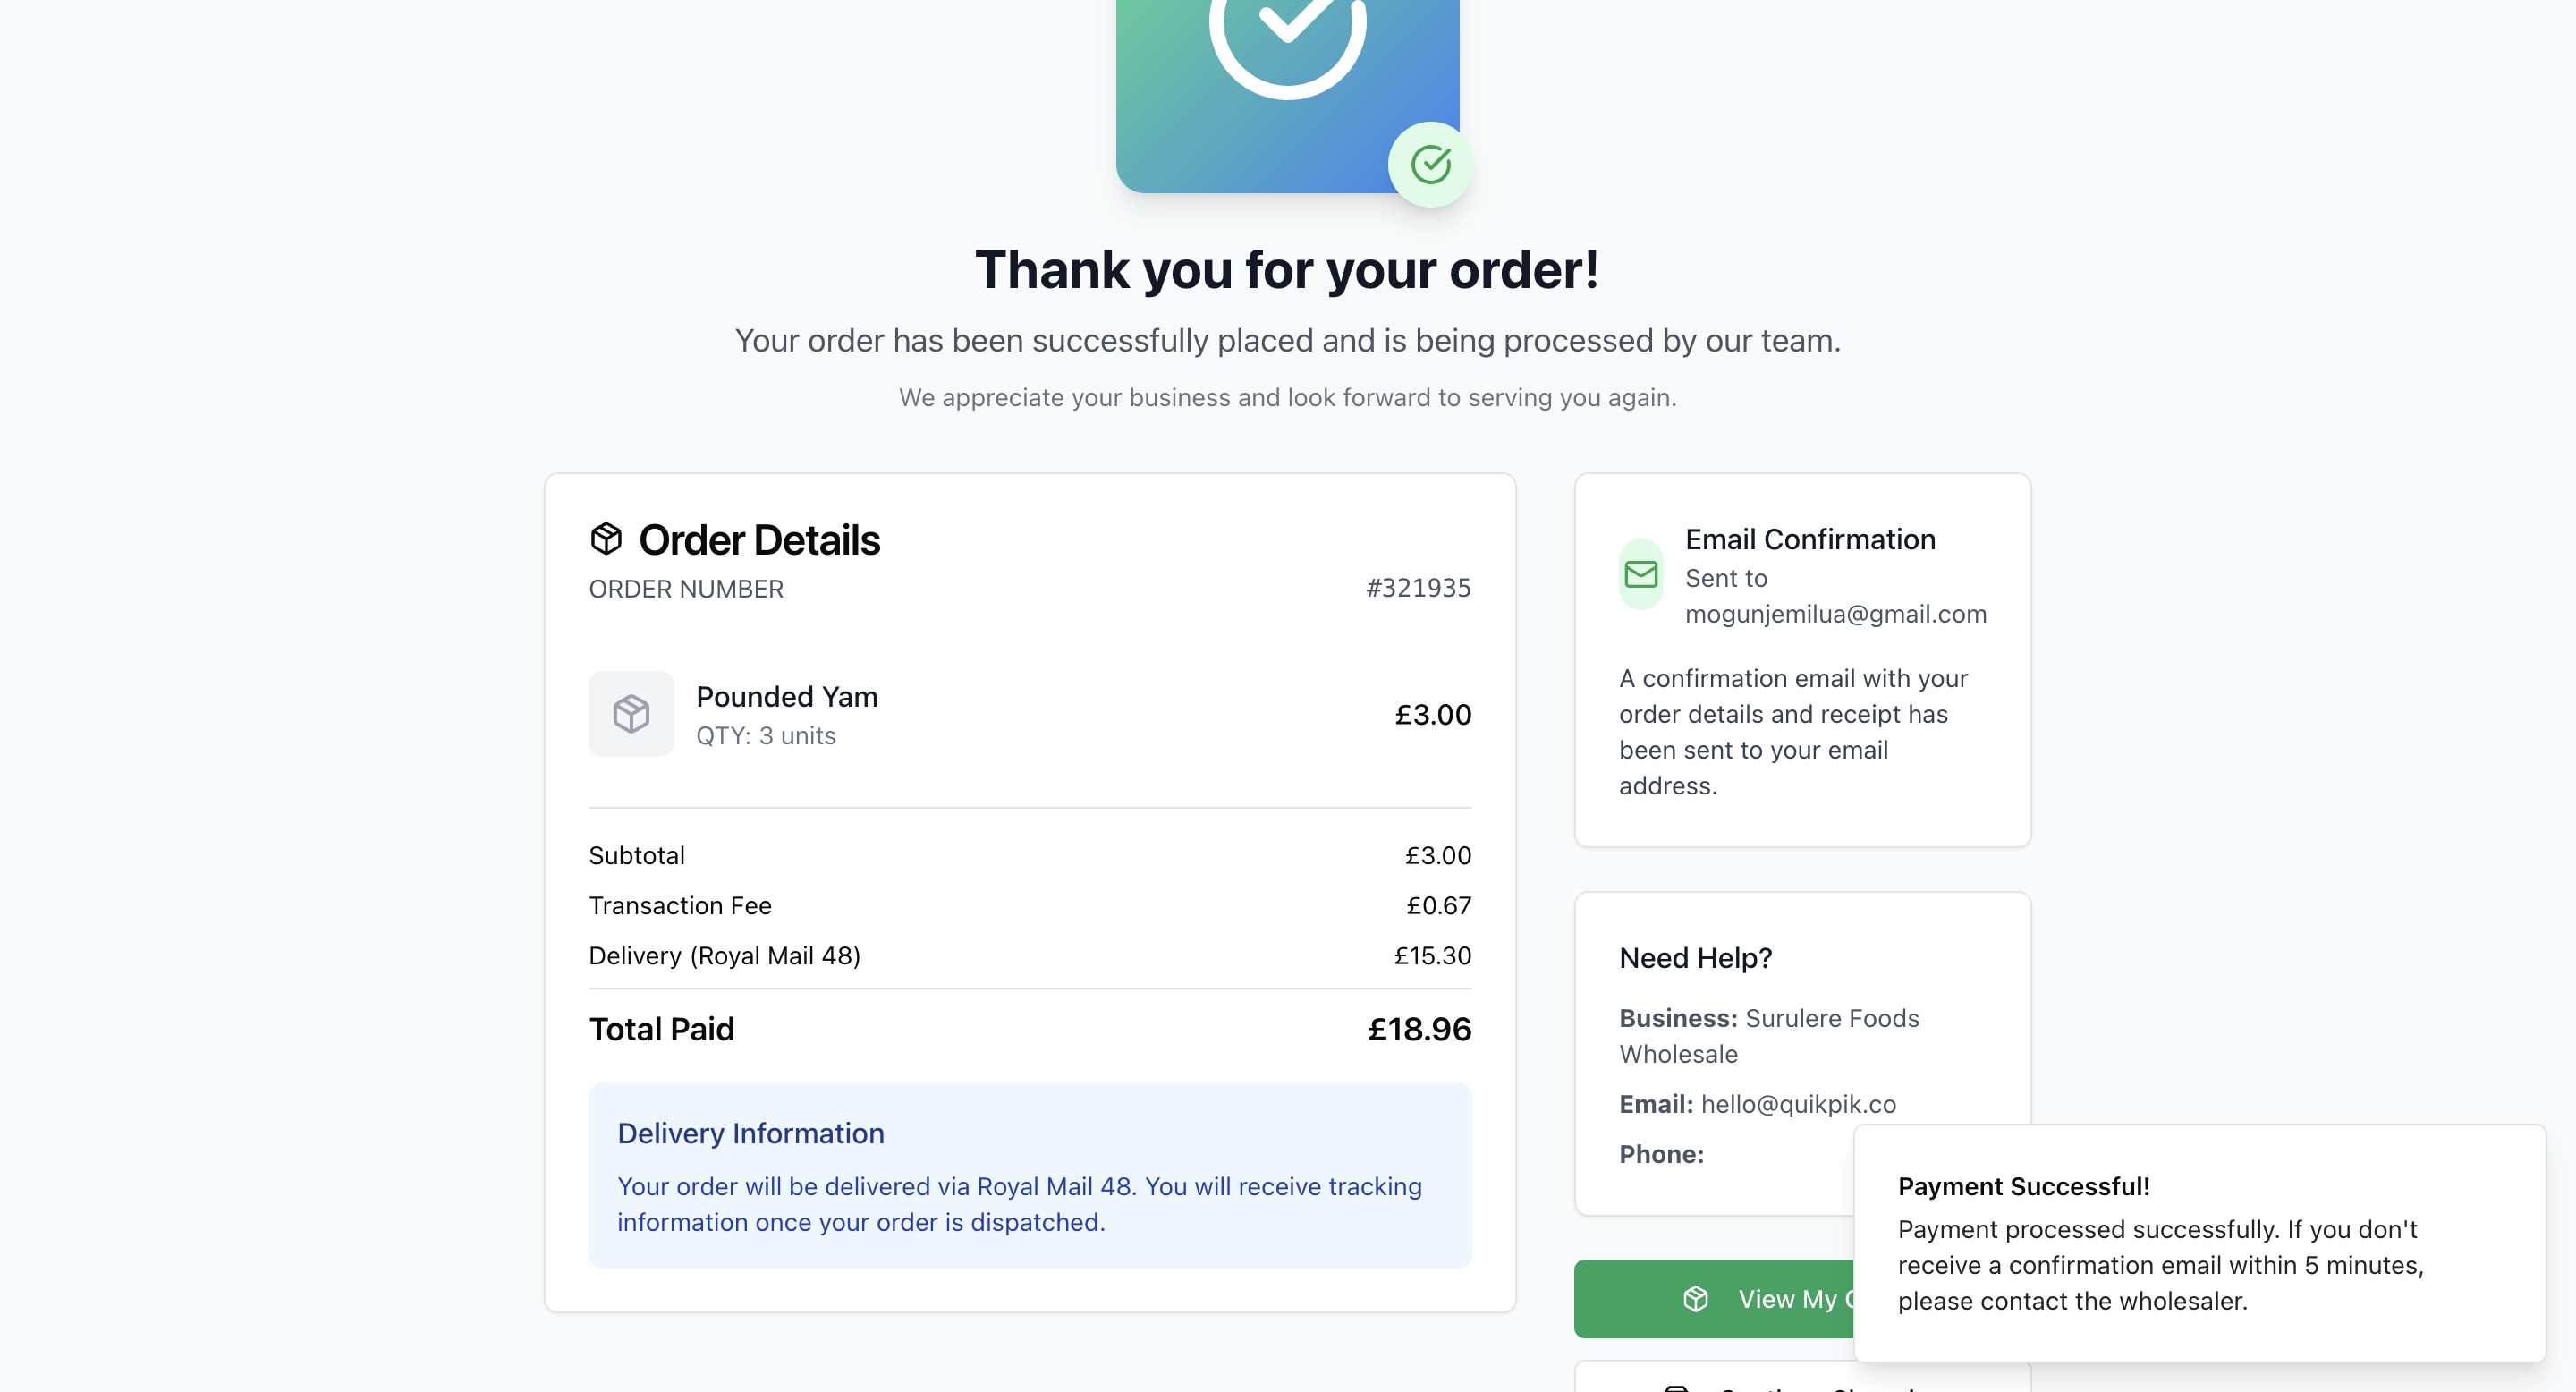 Thank you for your order!
Your order has been successfully placed and is being processed by our team.
We appreciate your business and look forward to serving you again.
Order Details
ORDER NUMBER #321935
Pounded Yam
QTY: 3 units
£3.00
Subtotal £3.00
Transaction Fee £0.67
Delivery (Royal Mail 48) £15.30
Total Paid £18.96
Delivery Information
Your order will be delivered via Royal Mail 48. You will receive tracking
information once your order is dispatched.
Email Confirmation
Sent to
mogunjemilua@gmail.com
A confirmation email with your
order details and receipt has
been sent to your email
address.
Need Help?
Business: Surulere Foods
Wholesale
Email: hello@quikpik.co
Phone:
View My
Payment Successful!
Payment processed successfully. If you don't
receive a confirmation email within 5 minutes,
please contact the wholesaler.